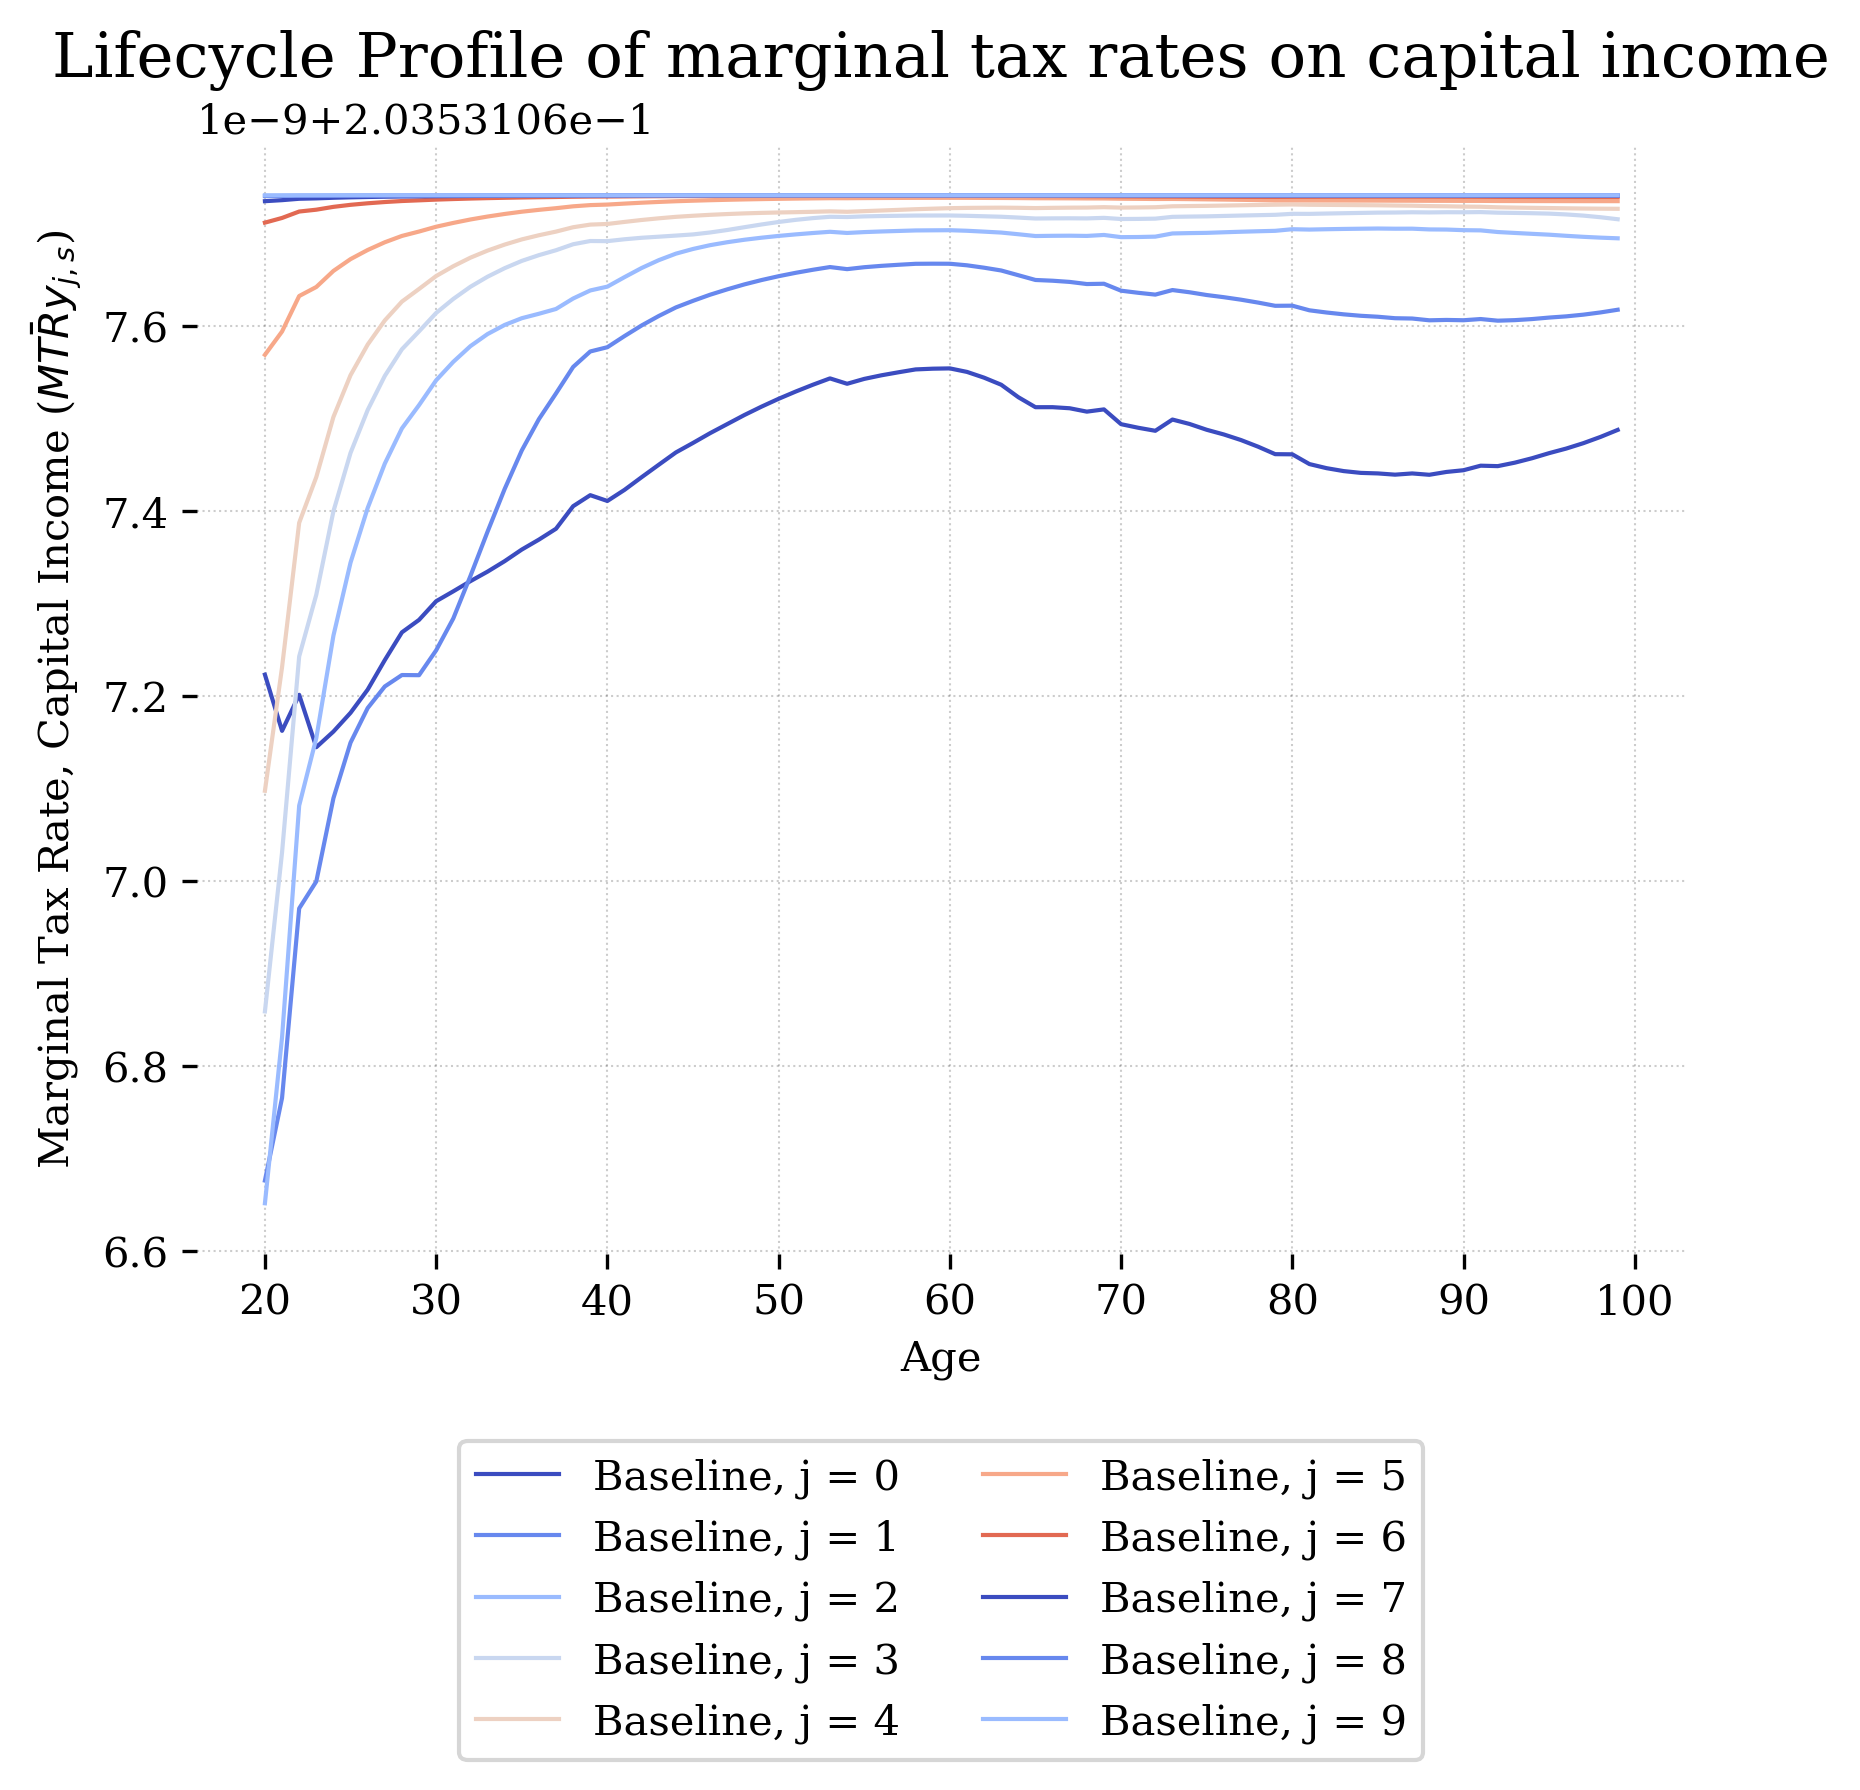 Lifecycle Profile of marginal tax rates on capital income
1e−9+2.0353106e−1
Marginal Tax Rate, Capital Income (MT̄Ry_{j,s})
7.6
7.4
7.2
7.0
6.8
6.6
20 30 40 50 60 70 80 90 100
Age
Baseline, j = 0
Baseline, j = 1
Baseline, j = 2
Baseline, j = 3
Baseline, j = 4
Baseline, j = 5
Baseline, j = 6
Baseline, j = 7
Baseline, j = 8
Baseline, j = 9